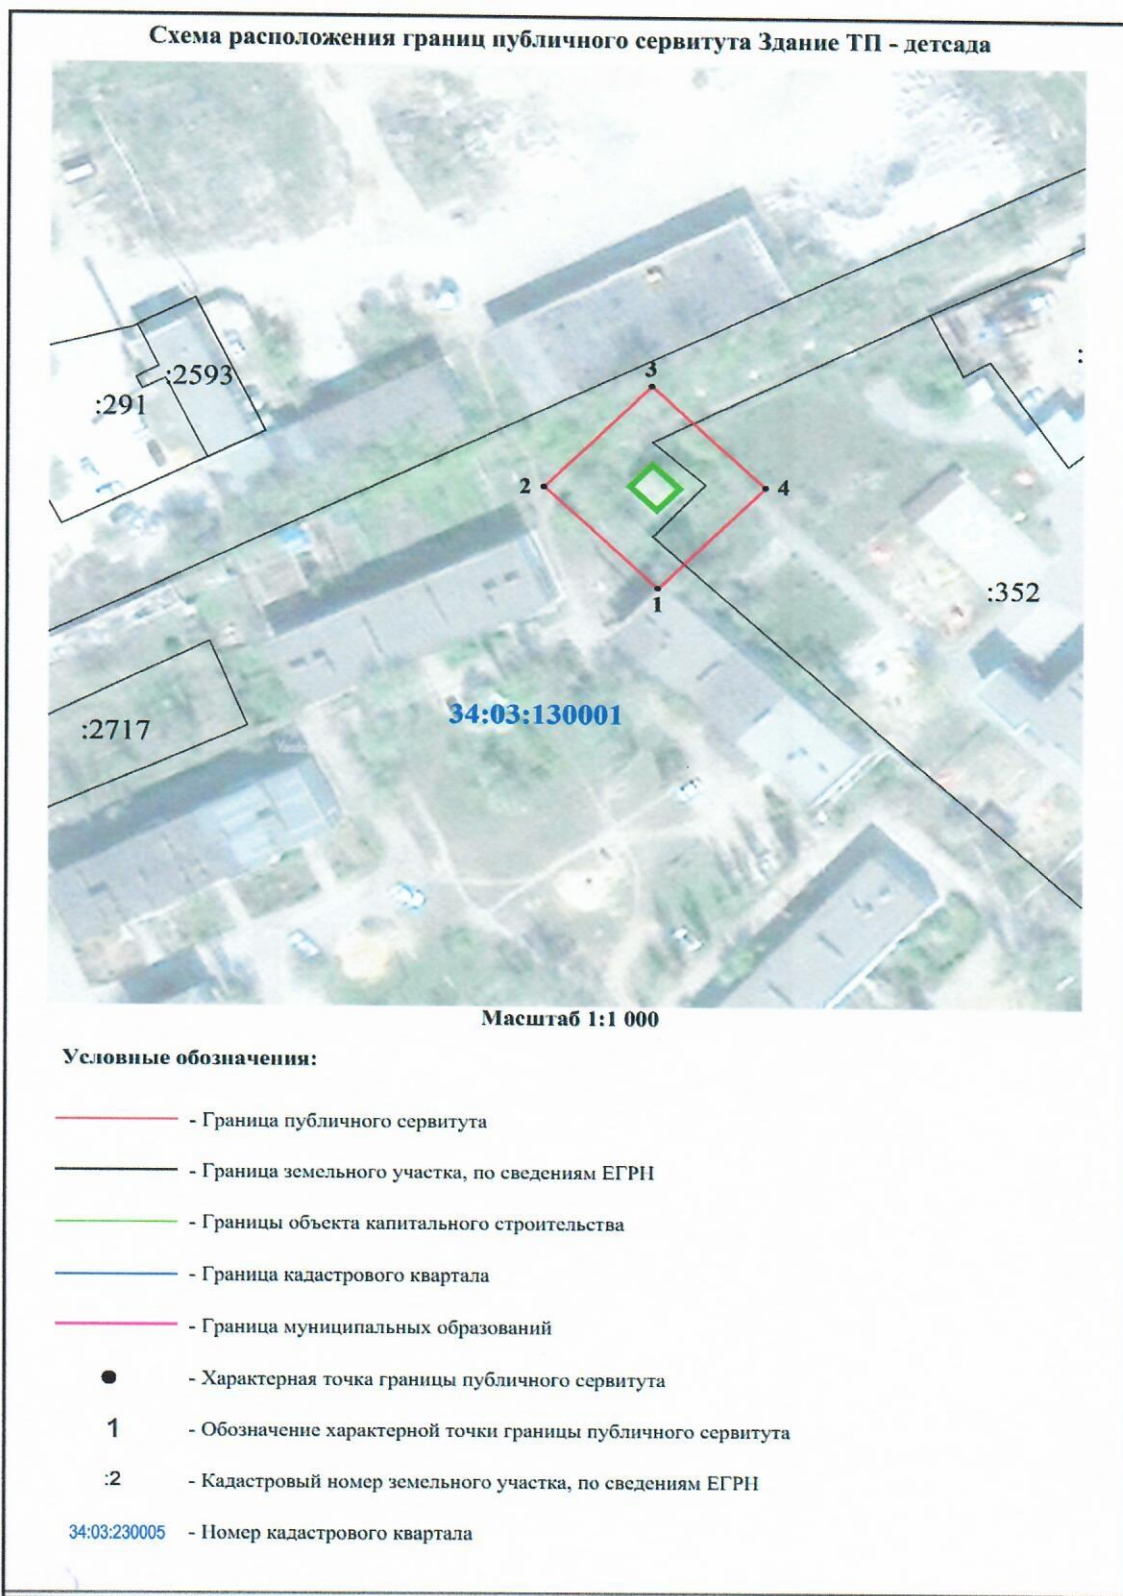 Схема расположения границ публичного сервитута Здание ТП - детсада
:2593
:291
3
:
2
4
1
:352
34:03:130001
:2717
Масштаб 1:1 000
Условные обозначения:
- Граница публичного сервитута
- Граница земельного участка, по сведениям ЕГРН
- Границы объекта капитального строительства
- Граница кадастрового квартала
- Граница муниципальных образований
- Характерная точка границы публичного сервитута
1 - Обозначение характерной точки границы публичного сервитута
:2 - Кадастровый номер земельного участка, по сведениям ЕГРН
34:03:230005 - Номер кадастрового квартала